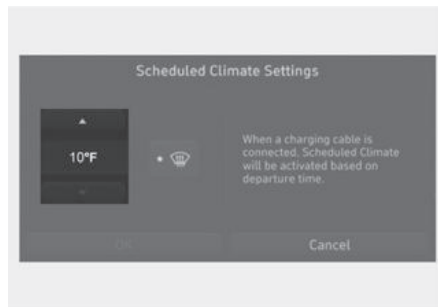 Scheduled Climate Settings
10°F
When a charging cable is
connected, Scheduled Climate
will be activated based on
departure time.
OK
Cancel